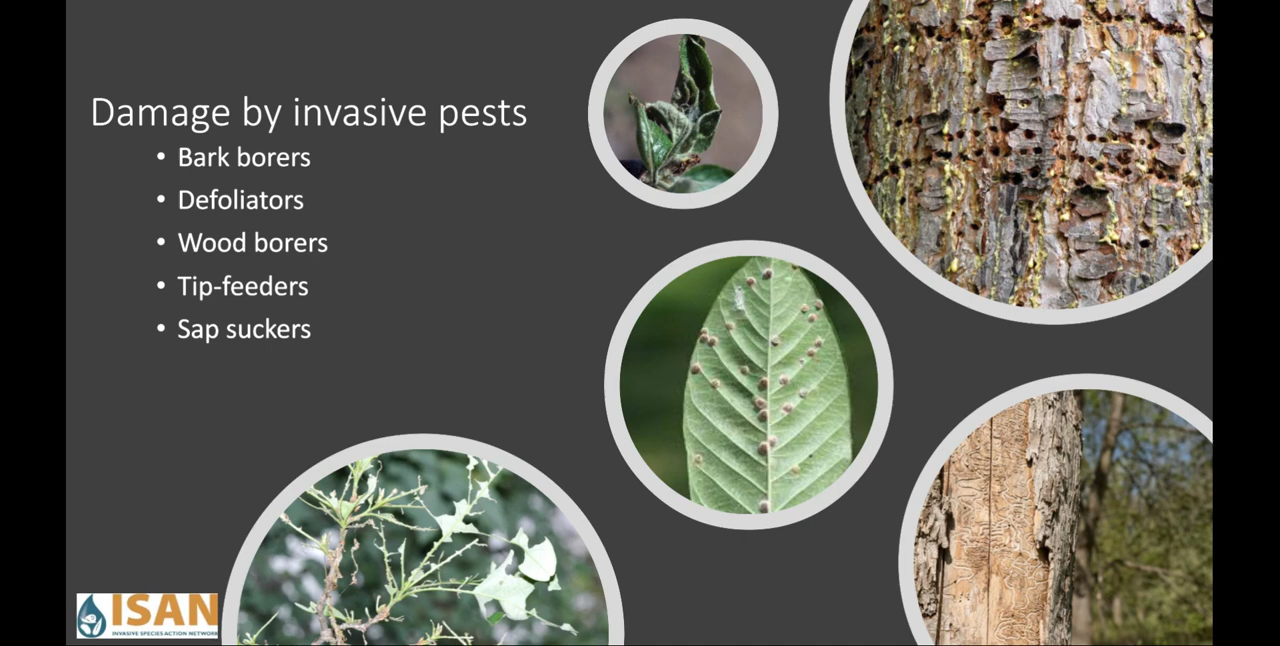 Damage by invasive pests
• Bark borers
• Defoliators
• Wood borers
• Tip-feeders
• Sap suckers
ISAN
INVASIVE SPECIES ACTION NETWORK